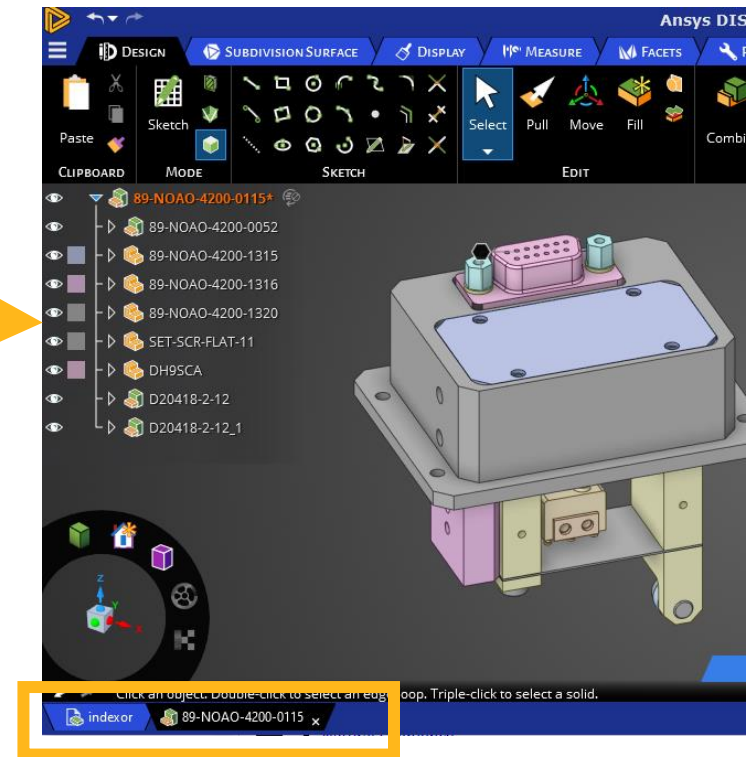 Ansys DIS
DESIGN SUBDIVISION SURFACE DISPLAY MEASURE FACETS
Paste Sketch Select Pull Move Fill Combi
CLIPBOARD MODE SKETCH EDIT
89-NOAO-4200-0115*
89-NOAO-4200-0052
89-NOAO-4200-1315
89-NOAO-4200-1316
89-NOAO-4200-1320
SET-SCR-FLAT-11
DH9SCA
D20418-2-12
D20418-2-12_1
Z
Y
X
Click an object. Double-click to select an edge loop. Triple-click to select a solid.
indexor 89-NOAO-4200-0115 x